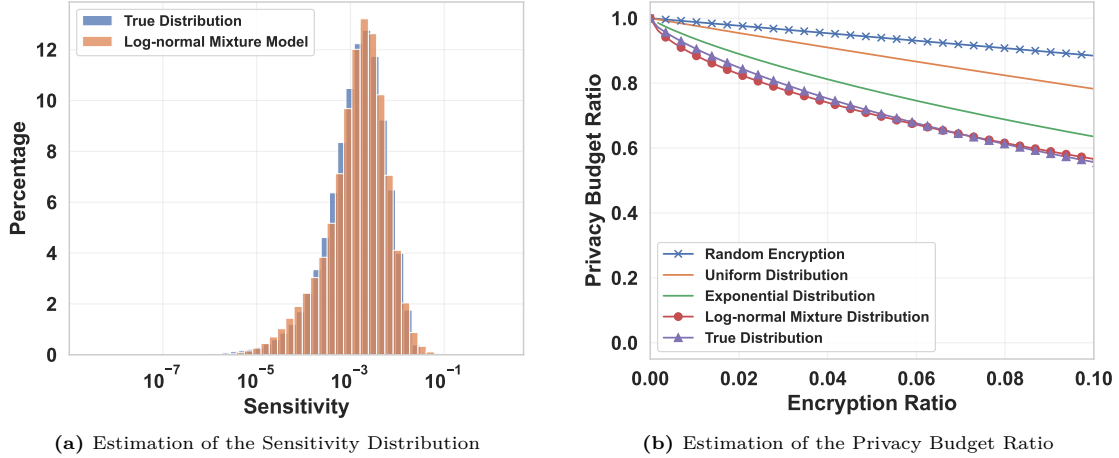 True Distribution
Log-normal Mixture Model
Percentage
12
10
8
6
4
2
0
10⁻⁷
10⁻⁵
10⁻³
10⁻¹
Sensitivity
(a) Estimation of the Sensitivity Distribution
Privacy Budget Ratio
1.0
0.8
0.6
0.4
0.2
0.0
Random Encryption
Uniform Distribution
Exponential Distribution
Log-normal Mixture Distribution
True Distribution
0.00
0.02
0.04
0.06
0.08
0.10
Encryption Ratio
(b) Estimation of the Privacy Budget Ratio